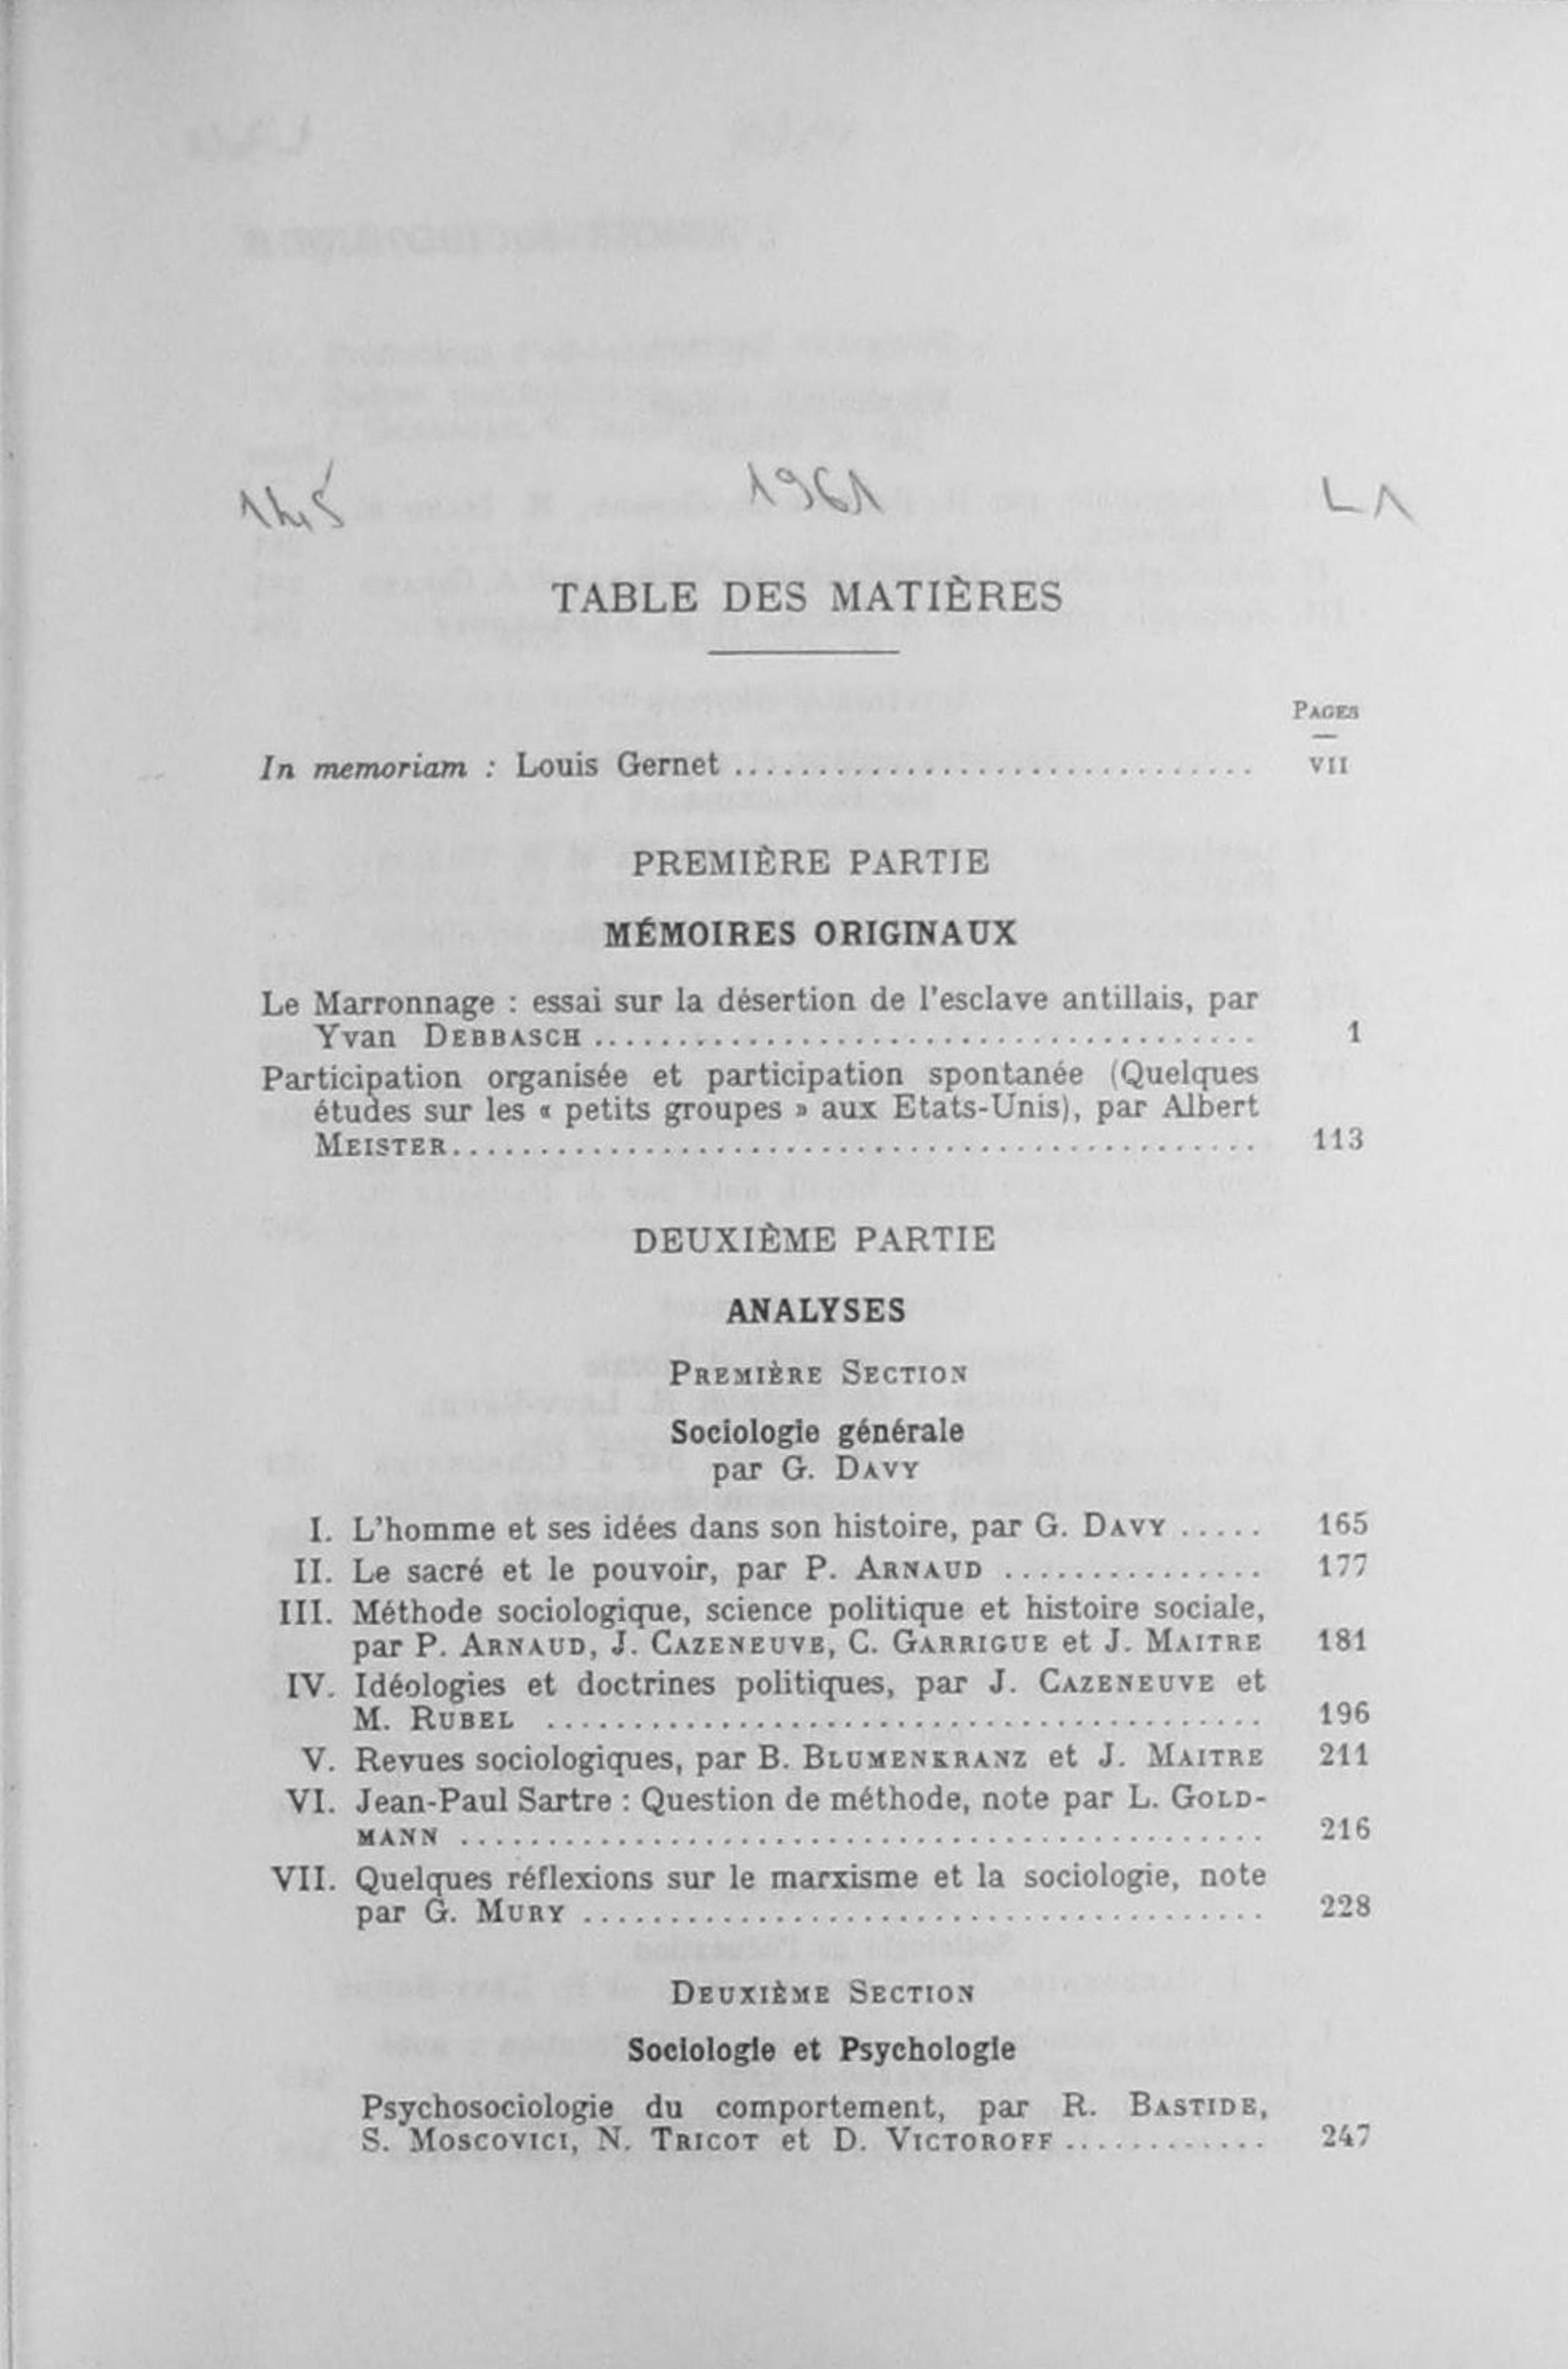 1961
L1
TABLE DES MATIÈRES
PAGES
In memoriam : Louis Gernet .............................. VII
PREMIÈRE PARTIE
MÉMOIRES ORIGINAUX
Le Marronnage : essai sur la désertion de l'esclave antillais, par
Yvan DEBBASCH ...................................... 1
Participation organisée et participation spontanée (Quelques
études sur les « petits groupes » aux Etats-Unis), par Albert
MEISTER.............................................. 113
DEUXIÈME PARTIE
ANALYSES
PREMIÈRE SECTION
Sociologie générale
par G. DAVY
I. L'homme et ses idées dans son histoire, par G. DAVY ..... 165
II. Le sacré et le pouvoir, par P. ARNAUD ............... 177
III. Méthode sociologique, science politique et histoire sociale,
par P. ARNAUD, J. CAZENEUVE, C. GARRIGUE et J. MAITRE 181
IV. Idéologies et doctrines politiques, par J. CAZENEUVE et
M. RUBEL ......................................... 196
V. Revues sociologiques, par B. BLUMENKRANZ et J. MAITRE 211
VI. Jean-Paul Sartre : Question de méthode, note par L. GOLD-
MANN .............................................. 216
VII. Quelques réflexions sur le marxisme et la sociologie, note
par G. MURY ....................................... 228
DEUXIÈME SECTION
Sociologie et Psychologie
Psychosociologie du comportement, par R. BASTIDE,
S. MOSCOVICI, N. TRICOT et D. VICTOROFF ............ 247